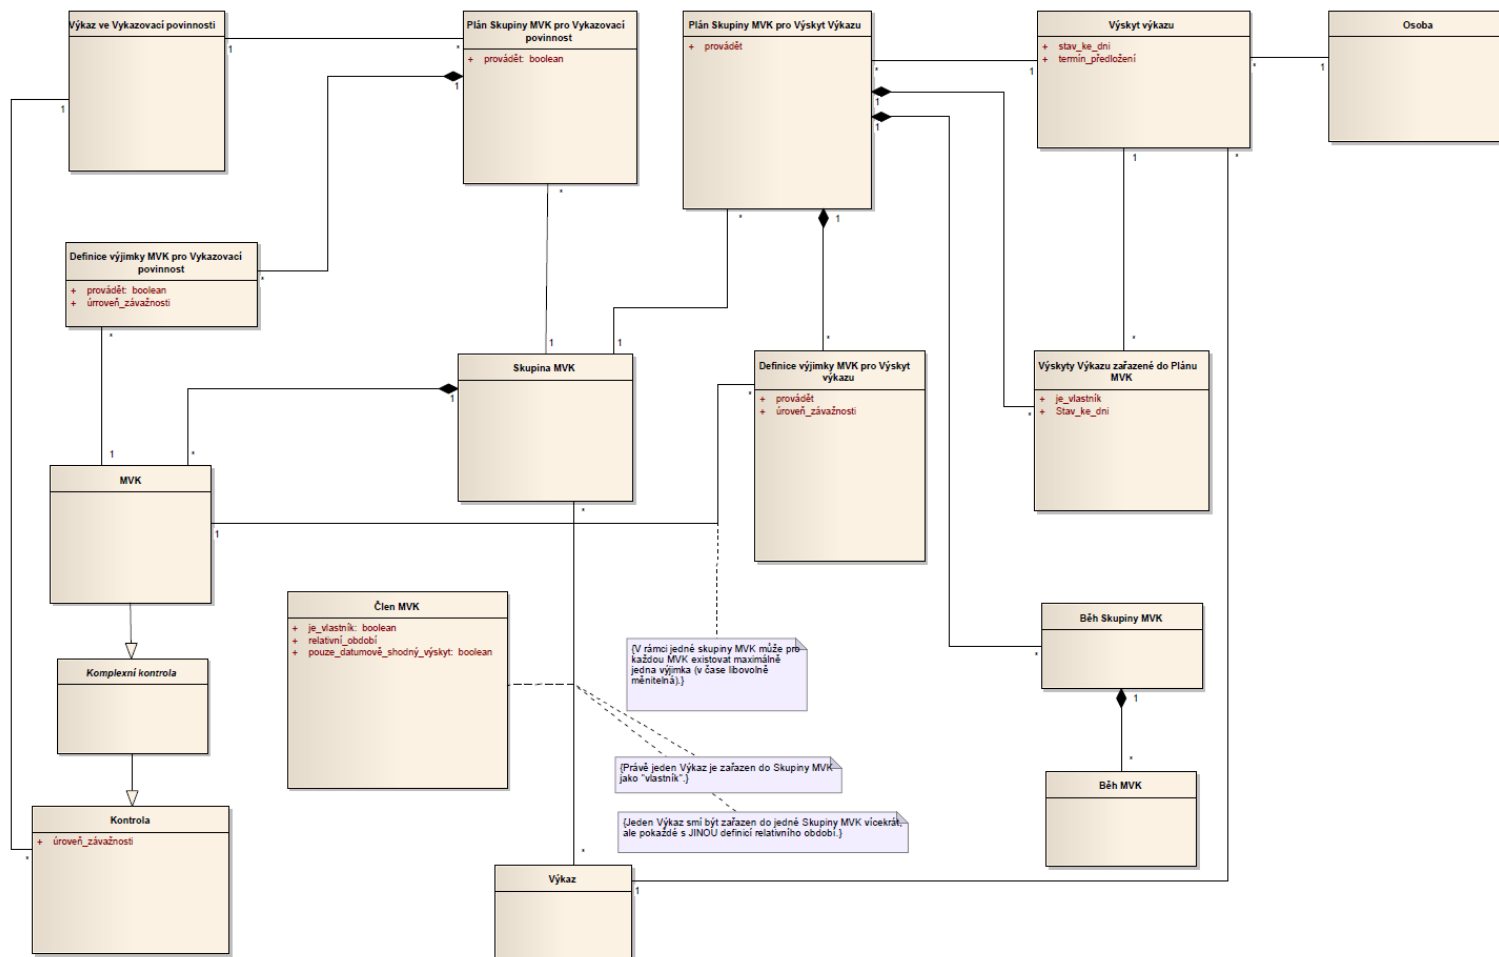 Výkaz ve Vykazovací povinnosti
1
1
Plán Skupiny MVK pro Vykazovací
povinnost
+ provádět: boolean
*
1
*
Plán Skupiny MVK pro Výskyt Výkazu
+ provádět
*
1
1
*
1
Výskyt výkazu
+ stav_ke_dni
+ termín_předložení
1
*
1
*
Osoba
1
Definice výjimky MVK pro Vykazovací
povinnost
+ provádět: boolean
+ úrroveň_závažnosti
*
*
Skupina MVK
1
1
1
*
Definice výjimky MVK pro Výskyt
výkazu
+ provádět
+ úroveň_závažnosti
*
*
Výskyty Výkazu zařazené do Plánu
MVK
+ je_vlastník
+ Stav_ke_dni
*
*
MVK
1
*
1
Člen MVK
+ je_vlastník: boolean
+ relativní_období
+ pouze_datumově_shodný_výskyt: boolean
{V rámci jedné skupiny MVK může pro
každou MVK existovat maximálně
jedna výjimka (v čase libovolně
měnitelná).}
Běh Skupiny MVK
*
1
Komplexní kontrola
{Právě jeden Výkaz je zařazen do Skupiny MVK
jako "vlastník".}
Běh MVK
*
Kontrola
+ úroveň_závažnosti
*
{Jeden Výkaz smí být zařazen do jedné Skupiny MVK vícekrát,
ale pokaždé s JINOU definicí relativního období.}
Výkaz
*
1